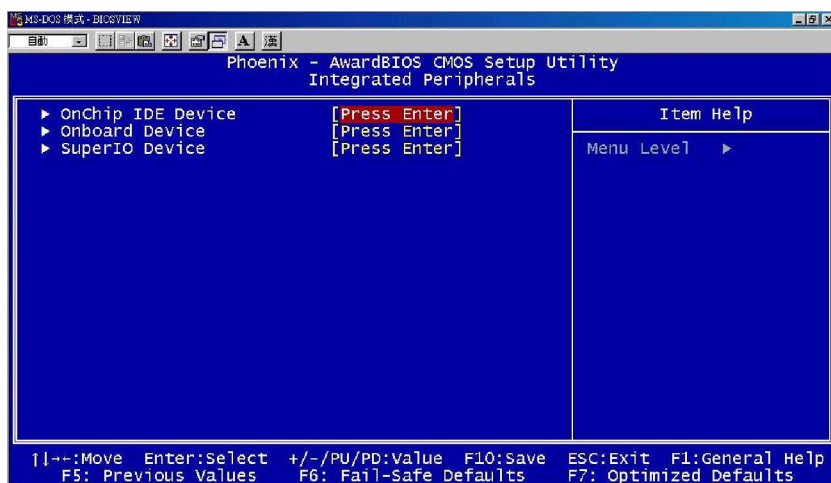 MS-DOS 模式 - BIOSVIEW
自動 A 漢
Phoenix - AwardBIOS CMOS Setup Utility
Integrated Peripherals
► OnChip IDE Device [Press Enter] Item Help
► Onboard Device [Press Enter]
► SuperIO Device [Press Enter] Menu Level ►
↑↓→←:Move Enter:Select +/-/PU/PD:Value F10:Save ESC:Exit F1:General Help
F5: Previous Values F6: Fail-Safe Defaults F7: Optimized Defaults